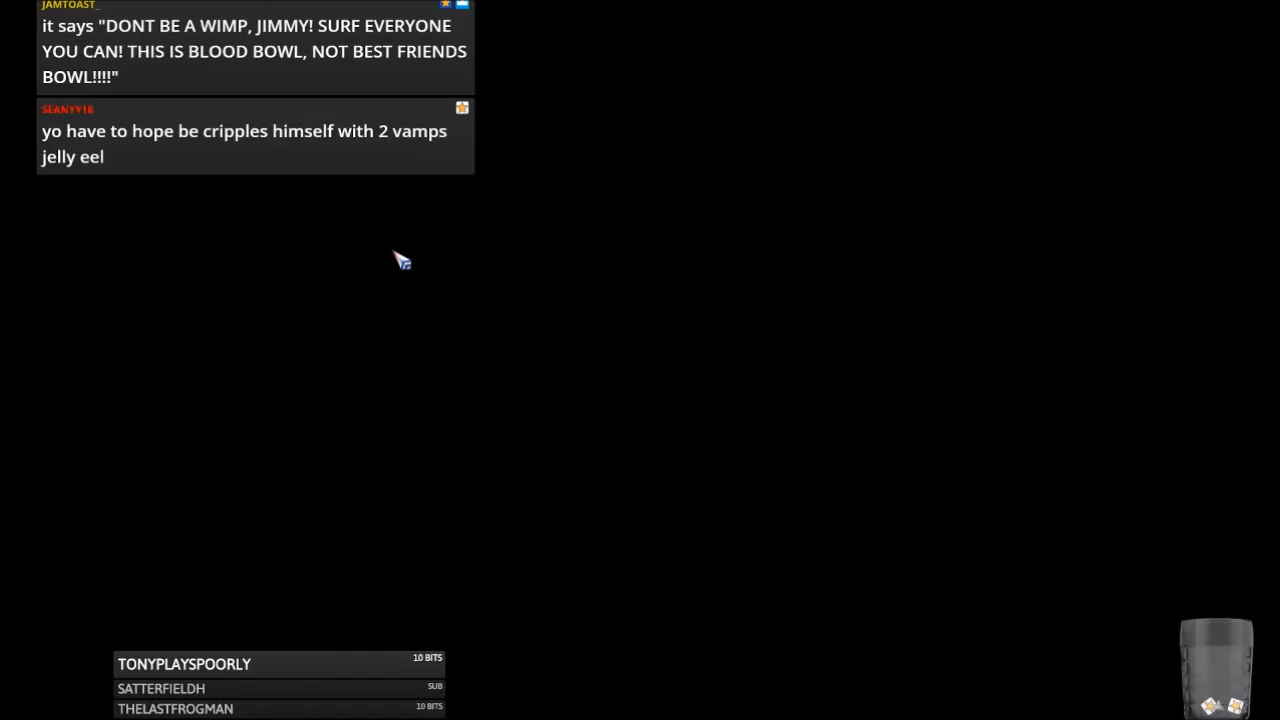 JAMTOAST_
it says "DONT BE A WIMP, JIMMY! SURF EVERYONE
YOU CAN! THIS IS BLOOD BOWL, NOT BEST FRIENDS
BOWL!!!!"
SEANYY18
yo have to hope be cripples himself with 2 vamps
jelly eel
TONYPLAYSPOORLY 10 BITS
SATTERFIELDH SUB
THELASTFROGMAN 10 BITS